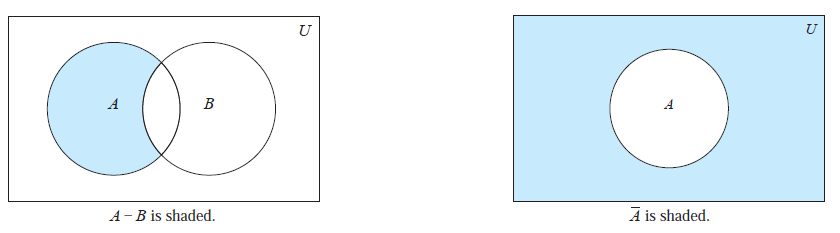 U
A
B
A − B is shaded.
U
A
A̅ is shaded.